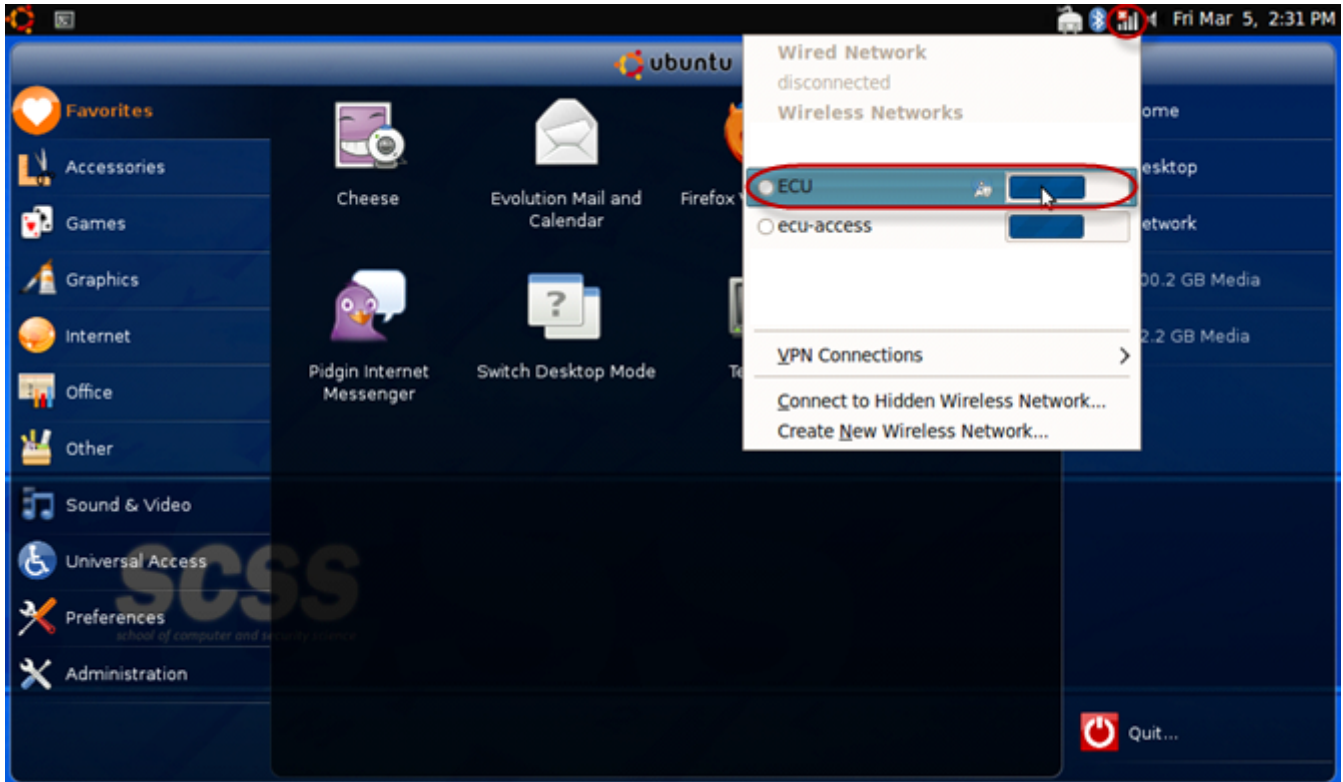 Fri Mar 5, 2:31 PM
ubuntu
Favorites
Accessories
Games
Graphics
Internet
Office
Other
Sound & Video
Universal Access
Preferences
Administration
Cheese
Evolution Mail and
Calendar
Firefox
Pidgin Internet
Messenger
Switch Desktop Mode
Te
Wired Network
disconnected
Wireless Networks
ECU
ecu-access
VPN Connections
Connect to Hidden Wireless Network...
Create New Wireless Network...
ome
esktop
etwork
00.2 GB Media
2.2 GB Media
Quit...
SCSS
school of computer and security science